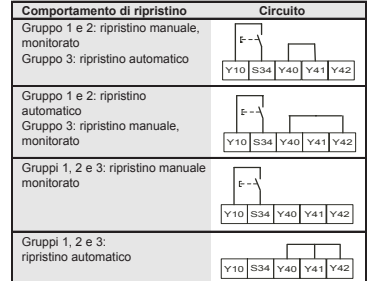 Comportamento di ripristino Circuito
Gruppo 1 e 2: ripristino manuale,
monitorato
Gruppo 3: ripristino automatico
Y10 S34 Y40 Y41 Y42
Gruppo 1 e 2: ripristino
automatico
Gruppo 3: ripristino manuale,
monitorato
Y10 S34 Y40 Y41 Y42
Gruppi 1, 2 e 3: ripristino manuale
monitorato
Y10 S34 Y40 Y41 Y42
Gruppi 1, 2 e 3:
ripristino automatico
Y10 S34 Y40 Y41 Y42